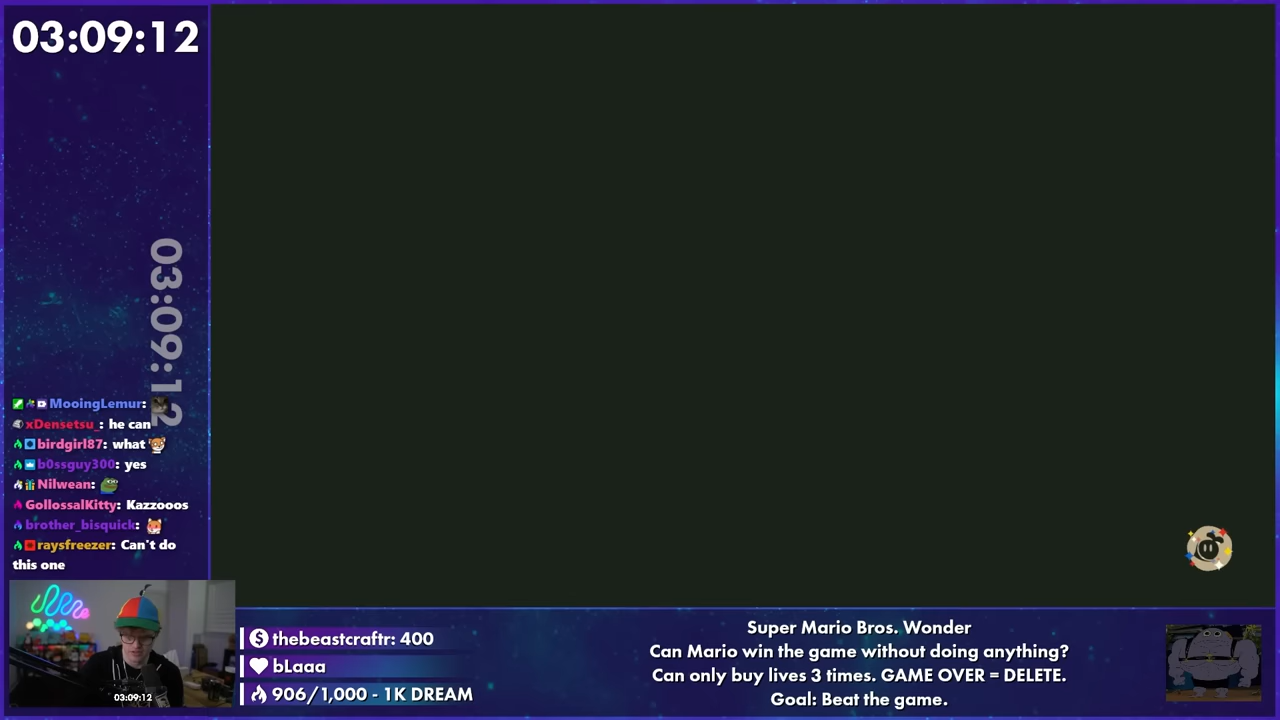 03:09:12
03:09:12
MooingLemur:
xDensetsu_: he can
birdgirl87: what
b0ssguy300: yes
Nilwean:
GollossalKitty: Kazzooos
brother_bisquick:
raysfreezer: Can't do
this one
03:09:12
thebeastcraftr: 400
bLaaa
906/1,000 - 1K DREAM
Super Mario Bros. Wonder
Can Mario win the game without doing anything?
Can only buy lives 3 times. GAME OVER = DELETE.
Goal: Beat the game.